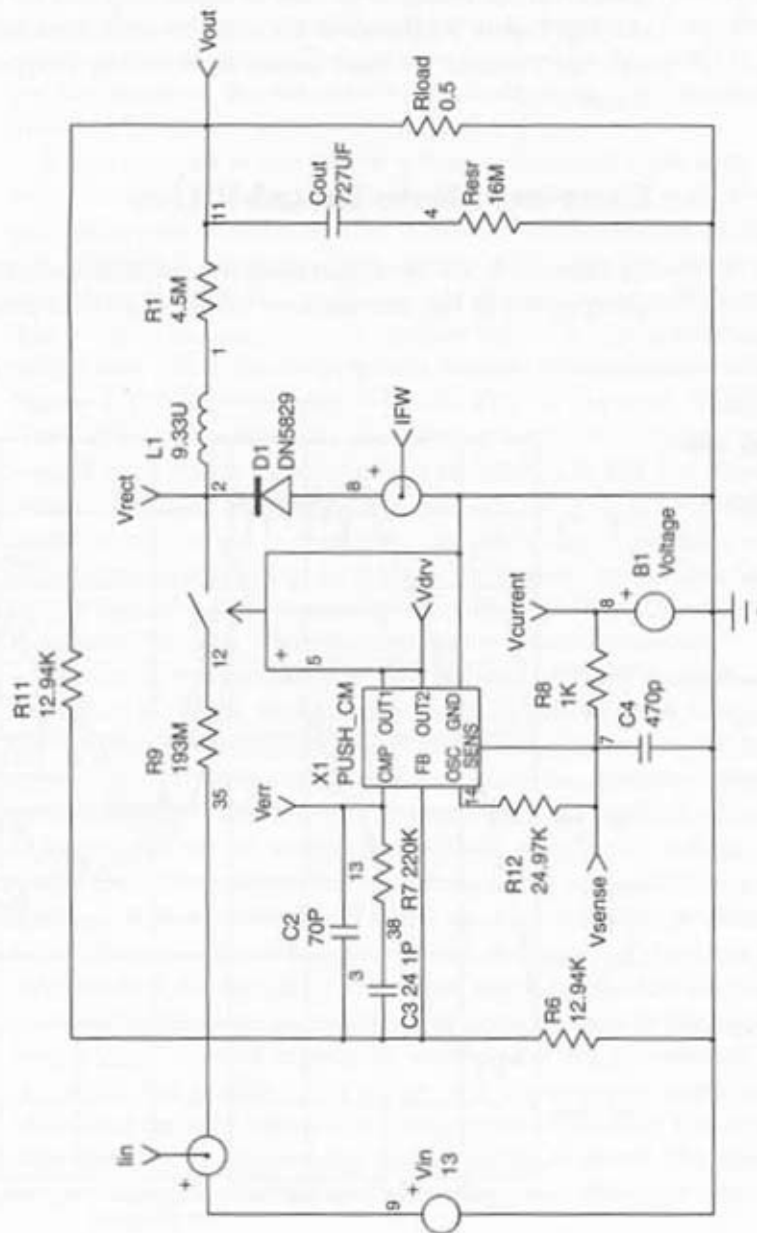 Iin
+
9
+
Vin
13
R11
12.94K
R9
193M
35
12
Verr
C2
70P
3
13
38
C3 24 1P
R7 220K
X1
PUSH_CM
CMP
OUT1
FB
OUT2
OSC
GND
SENS
14
5
+
Vdrv
R6
12.94K
R12
24.97K
Vsense
7
C4
470p
R8
1K
Vcurrent
8
+
B1
Voltage
Vrect
2
D1
DN5829
8
+
IFW
L1
9.33U
1
R1
4.5M
11
Cout
727UF
4
Resr
16M
Rload
0.5
Vout